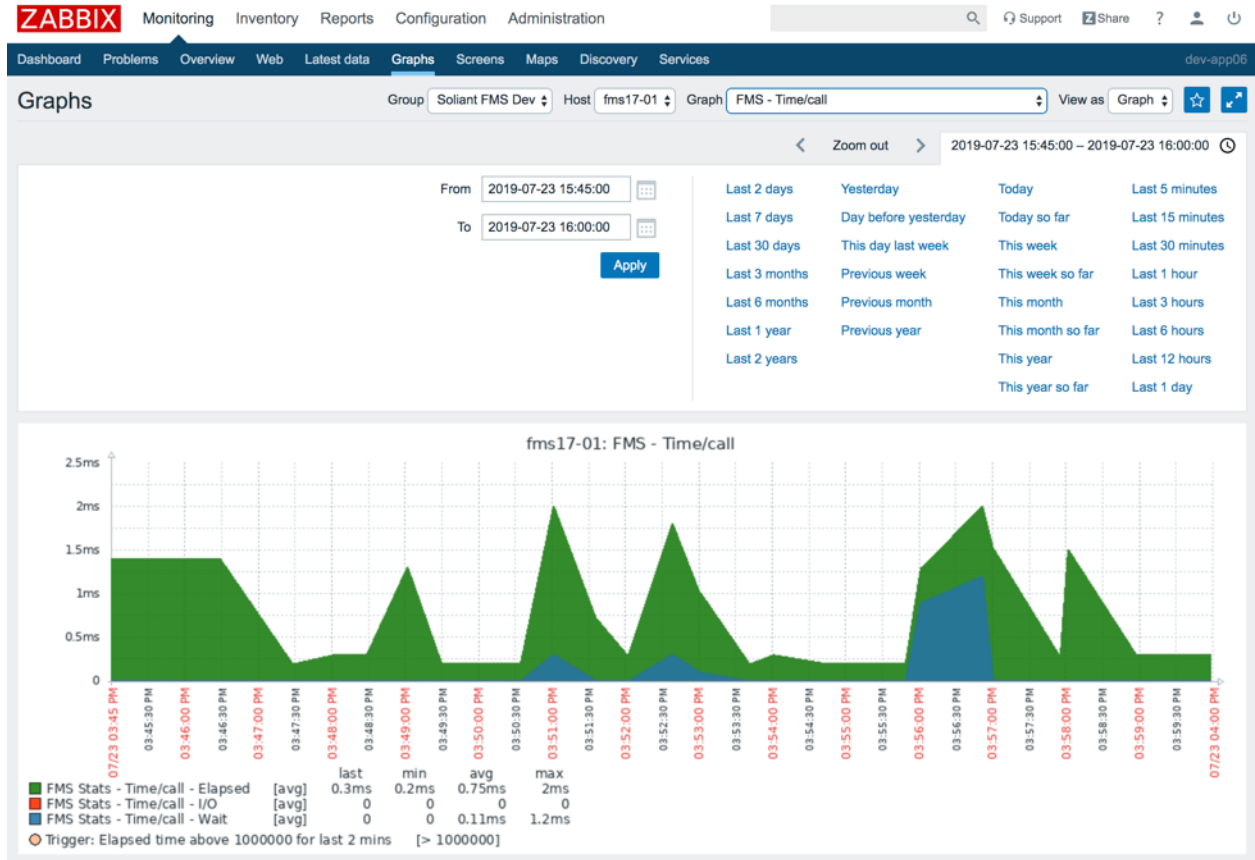 ZABBIX Monitoring Inventory Reports Configuration Administration Support Z Share ?
Dashboard Problems Overview Web Latest data Graphs Screens Maps Discovery Services dev-app06
Graphs Group Soliant FMS Dev Host fms17-01 Graph FMS - Time/call View as Graph
< Zoom out > 2019-07-23 15:45:00 – 2019-07-23 16:00:00
From 2019-07-23 15:45:00
To 2019-07-23 16:00:00
Apply
Last 2 days Yesterday Today Last 5 minutes
Last 7 days Day before yesterday Today so far Last 15 minutes
Last 30 days This day last week This week Last 30 minutes
Last 3 months Previous week This week so far Last 1 hour
Last 6 months Previous month This month Last 3 hours
Last 1 year Previous year This month so far Last 6 hours
Last 2 years This year Last 12 hours
This year so far Last 1 day
fms17-01: FMS - Time/call
2.5ms
2ms
1.5ms
1ms
0.5ms
0
07/23 03:45 PM
03:45:30 PM
03:46:00 PM
03:46:30 PM
03:47:00 PM
03:47:30 PM
03:48:00 PM
03:48:30 PM
03:49:00 PM
03:49:30 PM
03:50:00 PM
03:50:30 PM
03:51:00 PM
03:51:30 PM
03:52:00 PM
03:52:30 PM
03:53:00 PM
03:53:30 PM
03:54:00 PM
03:54:30 PM
03:55:00 PM
03:55:30 PM
03:56:00 PM
03:56:30 PM
03:57:00 PM
03:57:30 PM
03:58:00 PM
03:58:30 PM
03:59:00 PM
03:59:30 PM
07/23 04:00 PM
last min avg max
FMS Stats - Time/call - Elapsed [avg] 0.3ms 0.2ms 0.75ms 2ms
FMS Stats - Time/call - I/O [avg] 0 0 0 0
FMS Stats - Time/call - Wait [avg] 0 0 0.11ms 1.2ms
Trigger: Elapsed time above 1000000 for last 2 mins [> 1000000]